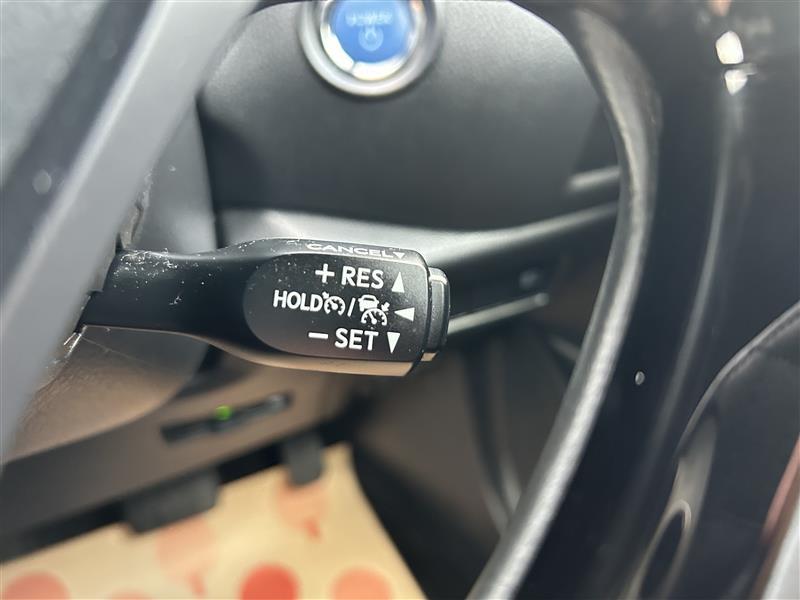 CANCEL▼
+ RES ▲
HOLD / ◄
− SET ▼